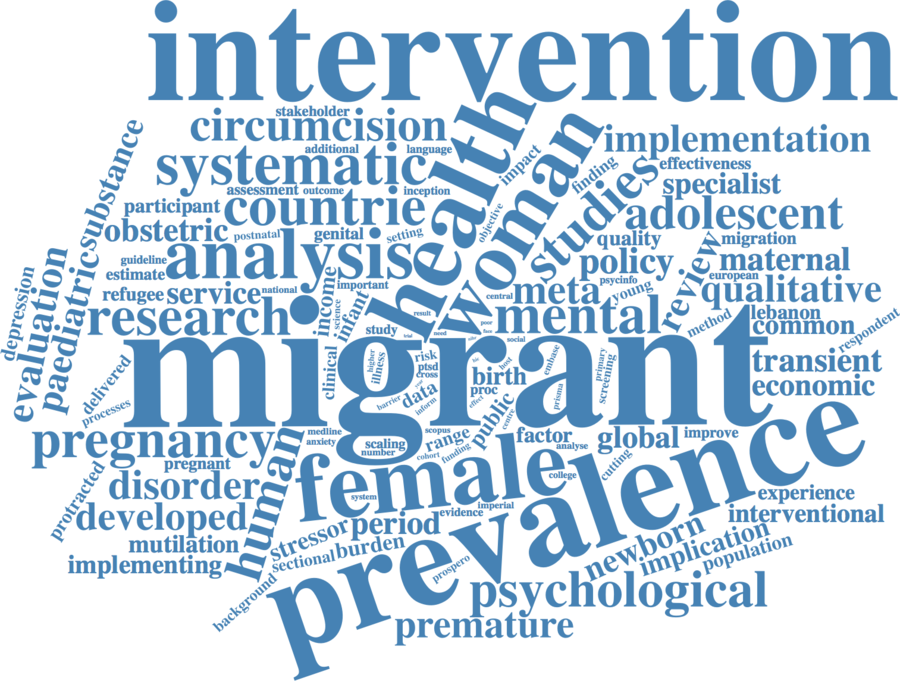 intervention
stakeholder
circumcision
additional
language
systematic
health
woman
implementation
substance
assessment
outcome
inception
impact
finding
studies
effectiveness
specialist
participant
countrie
objective
adolescent
obstetric
postnatal
genital
setting
quality
migration
guideline
analysis
policy
review
maternal
estimate
important
psycinfo
european
depression
evaluation
paediatric
refugee
service
national
income
science
infant
central
meta
young
qualitative
research
result
mental
method
lebanon
common
respondent
study
trial
need
poor
free
social
migrant
clinical
higher
illness
risk
ptsd
cross
birth
proc
host
embase
primary
screening
transient
economic
delivered
processes
barrier
data
inform
effect
public
centre
prisma
prevalence
pregnancy
medline
anxiety
scaling
number
scopus
range
cohort
funding
factor
analyse
global
improve
pregnant
human
female
college
cutting
protracted
disorder
system
imperial
experience
developed
stressor
period
evidence
interventional
mutilation
sectional
burden
newborn
implication
population
implementing
prospero
background
psychological
premature